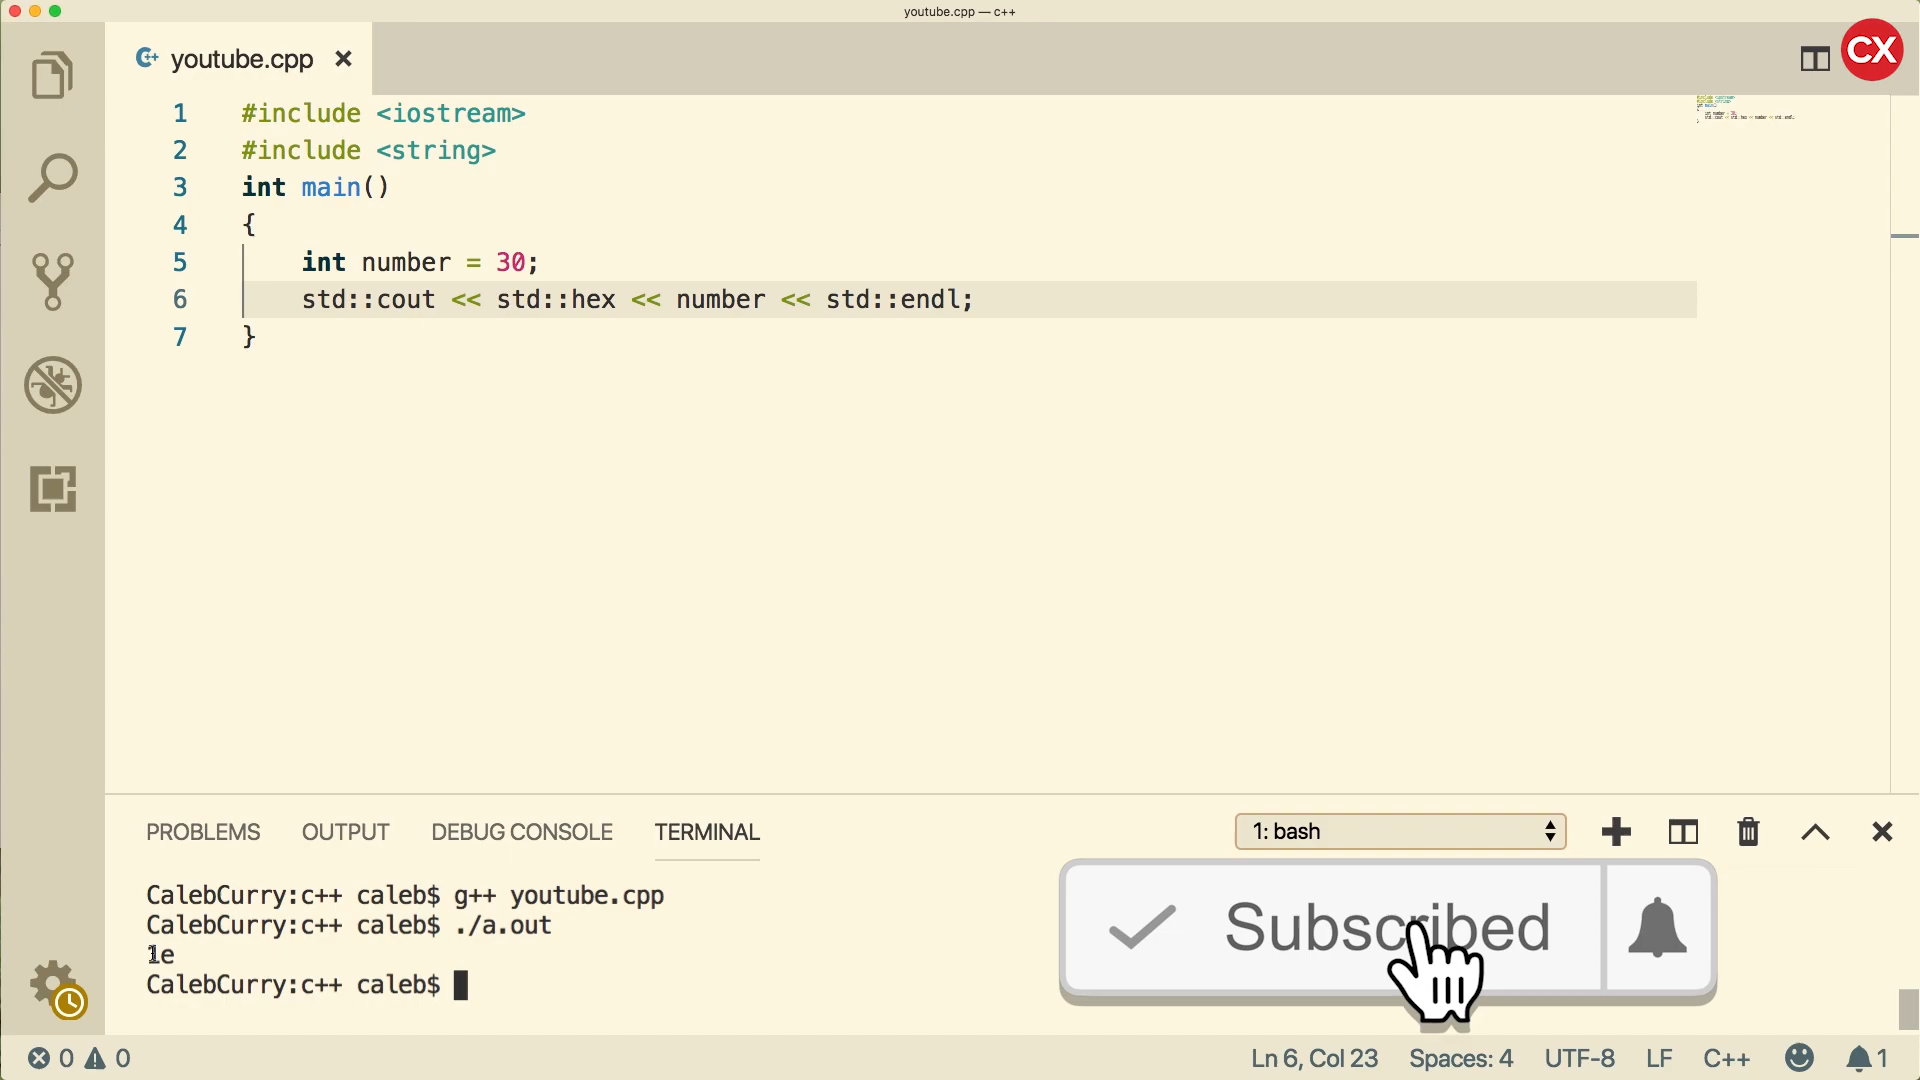 youtube.cpp — c++
youtube.cpp
CX
1 #include <iostream>
2 #include <string>
3 int main()
4 {
5 int number = 30;
6 std::cout << std::hex << number << std::endl;
7 }
PROBLEMS OUTPUT DEBUG CONSOLE TERMINAL 1: bash
CalebCurry:c++ caleb$ g++ youtube.cpp
CalebCurry:c++ caleb$ ./a.out
1e
CalebCurry:c++ caleb$
Subscribed
0 0 Ln 6, Col 23 Spaces: 4 UTF-8 LF C++ 1